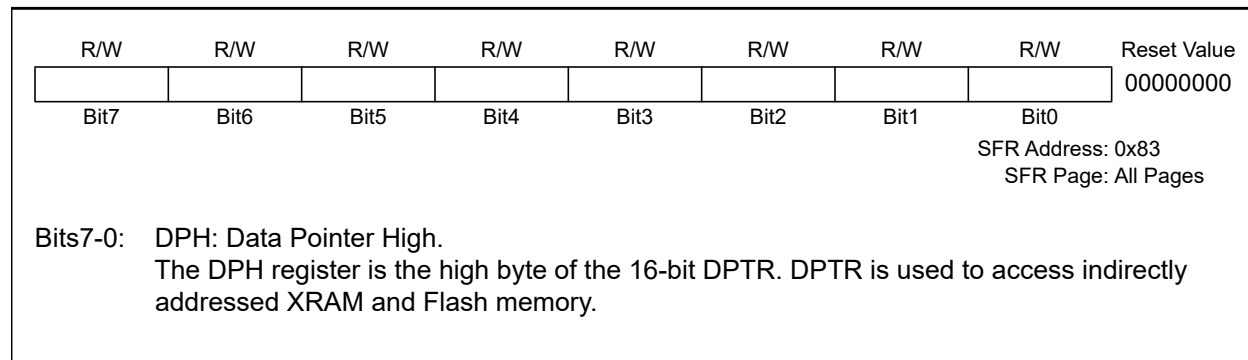 R/W R/W R/W R/W R/W R/W R/W R/W Reset Value
00000000
Bit7 Bit6 Bit5 Bit4 Bit3 Bit2 Bit1 Bit0
SFR Address: 0x83
SFR Page: All Pages
Bits7-0: DPH: Data Pointer High.
The DPH register is the high byte of the 16-bit DPTR. DPTR is used to access indirectly
addressed XRAM and Flash memory.